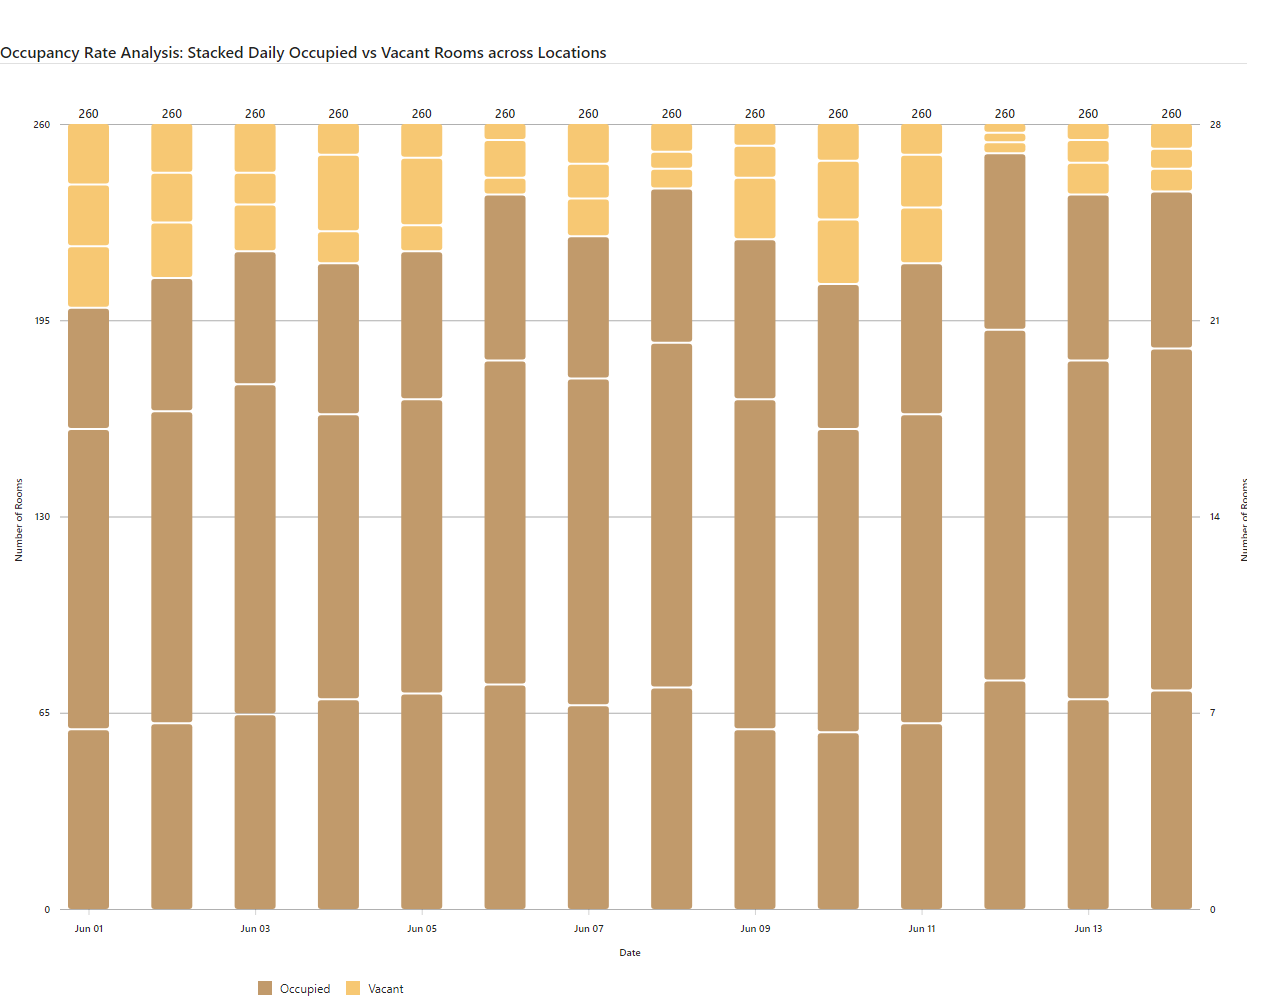 Occupancy Rate Analysis: Stacked Daily Occupied vs Vacant Rooms across Locations
260 260 260 260 260 260 260 260 260 260 260 260 260 260
260 28
195 21
130 14
65 7
0 0
Number of Rooms
Number of Rooms
Jun 01 Jun 03 Jun 05 Jun 07 Jun 09 Jun 11 Jun 13
Date
Occupied Vacant